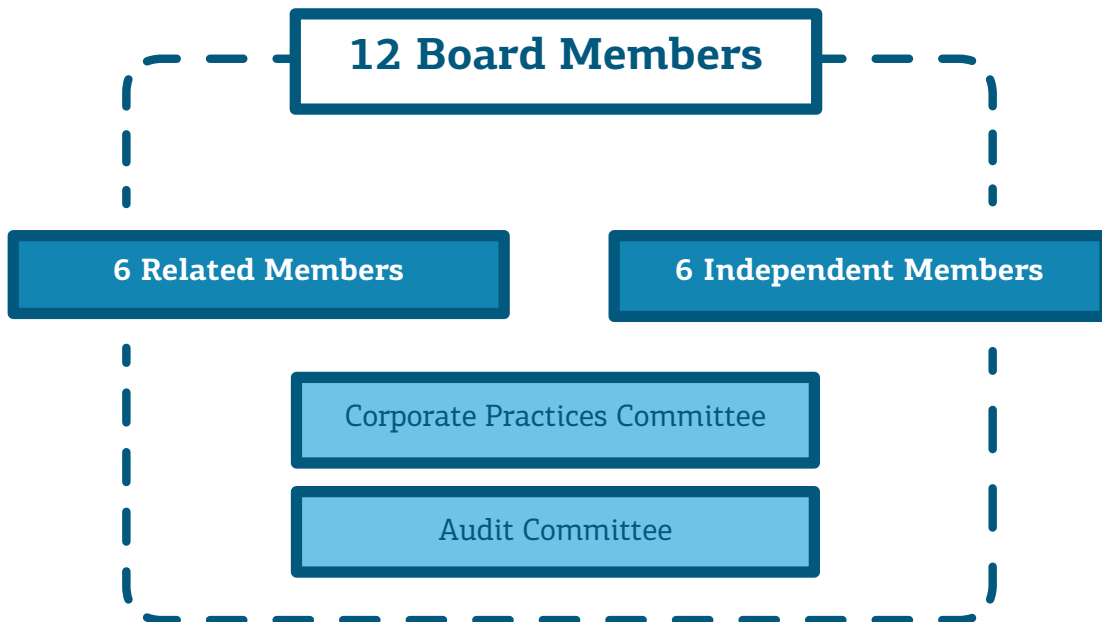 12 Board Members
6 Related Members
6 Independent Members
Corporate Practices Committee
Audit Committee